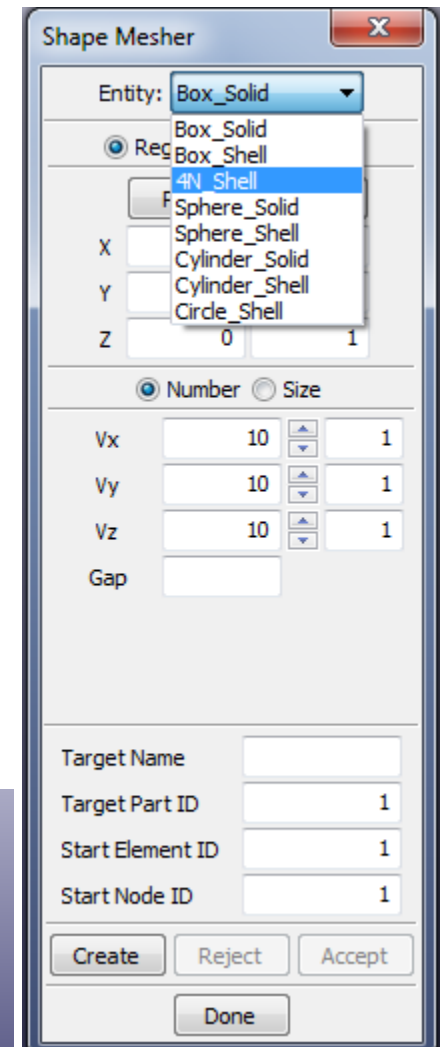 Shape Mesher
Entity: Box_Solid
Box_Solid
Box_Shell
4N_Shell
Sphere_Solid
Sphere_Shell
Cylinder_Solid
Cylinder_Shell
Circle_Shell
X
Y
Z 0 1
Number Size
Vx 10 1
Vy 10 1
Vz 10 1
Gap
Target Name
Target Part ID 1
Start Element ID 1
Start Node ID 1
Create Reject Accept
Done